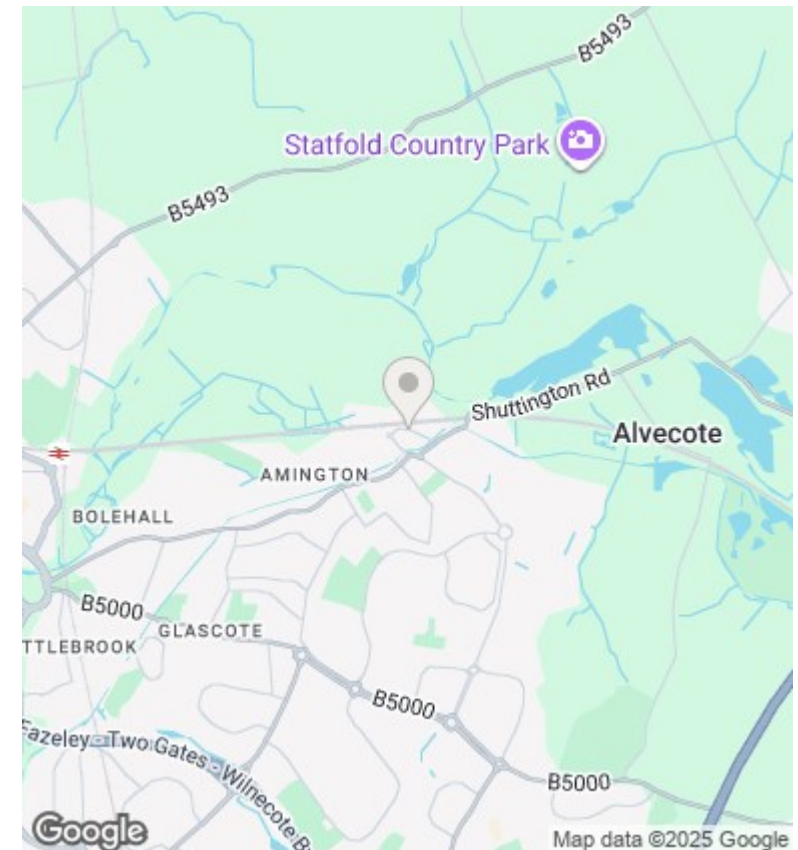 B5493
Statfold Country Park
B5493
Shuttington Rd
Alvecote
AMINGTON
BOLEHALL
B5000
GLASCOTE
TTLEBROOK
B5000
azeley - Two Gates - Wilnecote B
B5000
Google
Map data ©2025 Google